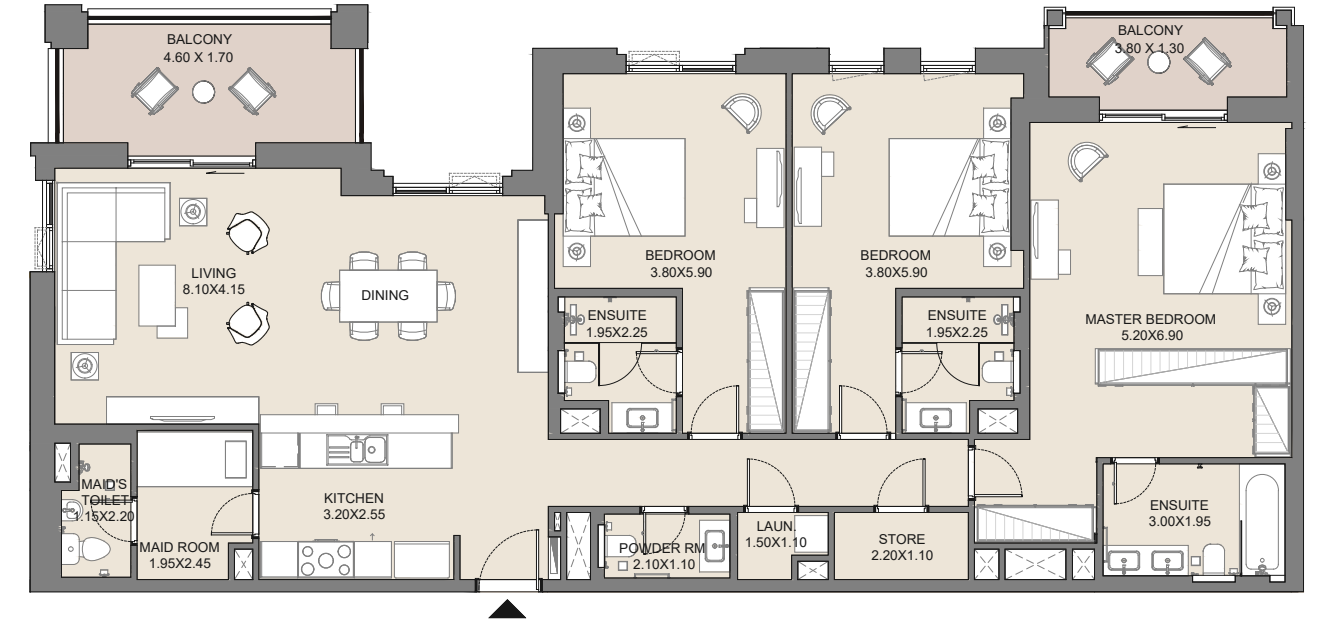 BALCONY
4.60 X 1.70
BALCONY
3.80 X 1.30
LIVING
8.10X4.15
DINING
BEDROOM
3.80X5.90
BEDROOM
3.80X5.90
ENSUITE
1.95X2.25
ENSUITE
1.95X2.25
MASTER BEDROOM
5.20X6.90
MAID'S
TOILET
1.15X2.20
MAID ROOM
1.95X2.45
KITCHEN
3.20X2.55
POWDER RM
2.10X1.10
LAUN.
1.50X1.10
STORE
2.20X1.10
ENSUITE
3.00X1.95